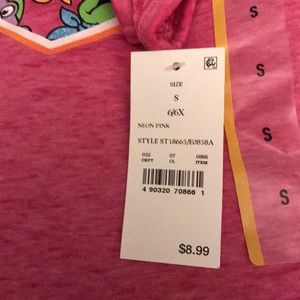 SIZE
S
6/6X
NEON PINK
STYLE ST18665/E0858A
032 07 0866
DEPT CL ITEM
4 90320 70866 1
$8.99
S
S
S
S